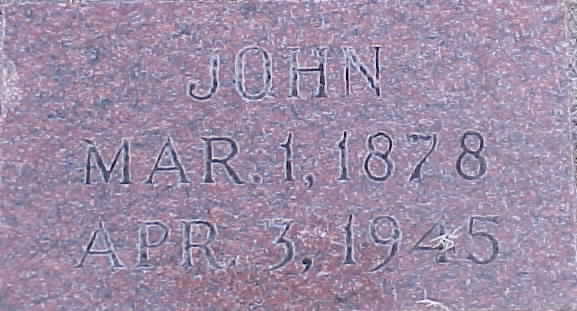 JOHN
MAR. 1, 1878
APR. 3, 1945